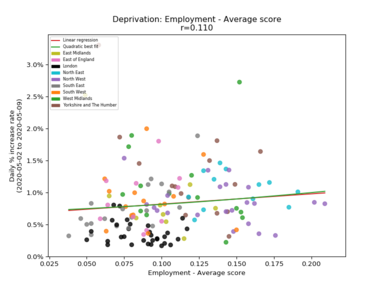 Deprivation: Employment - Average score
r=0.110
Linear regression
Quadratic best fit
East Midlands
East of England
London
North East
North West
South East
South West
West Midlands
Yorkshire and The Humber
Daily % increase rate
(2020-05-02 to 2020-05-09)
3.0%
2.5%
2.0%
1.5%
1.0%
0.5%
0.0%
0.025 0.050 0.075 0.100 0.125 0.150 0.175 0.200
Employment - Average score